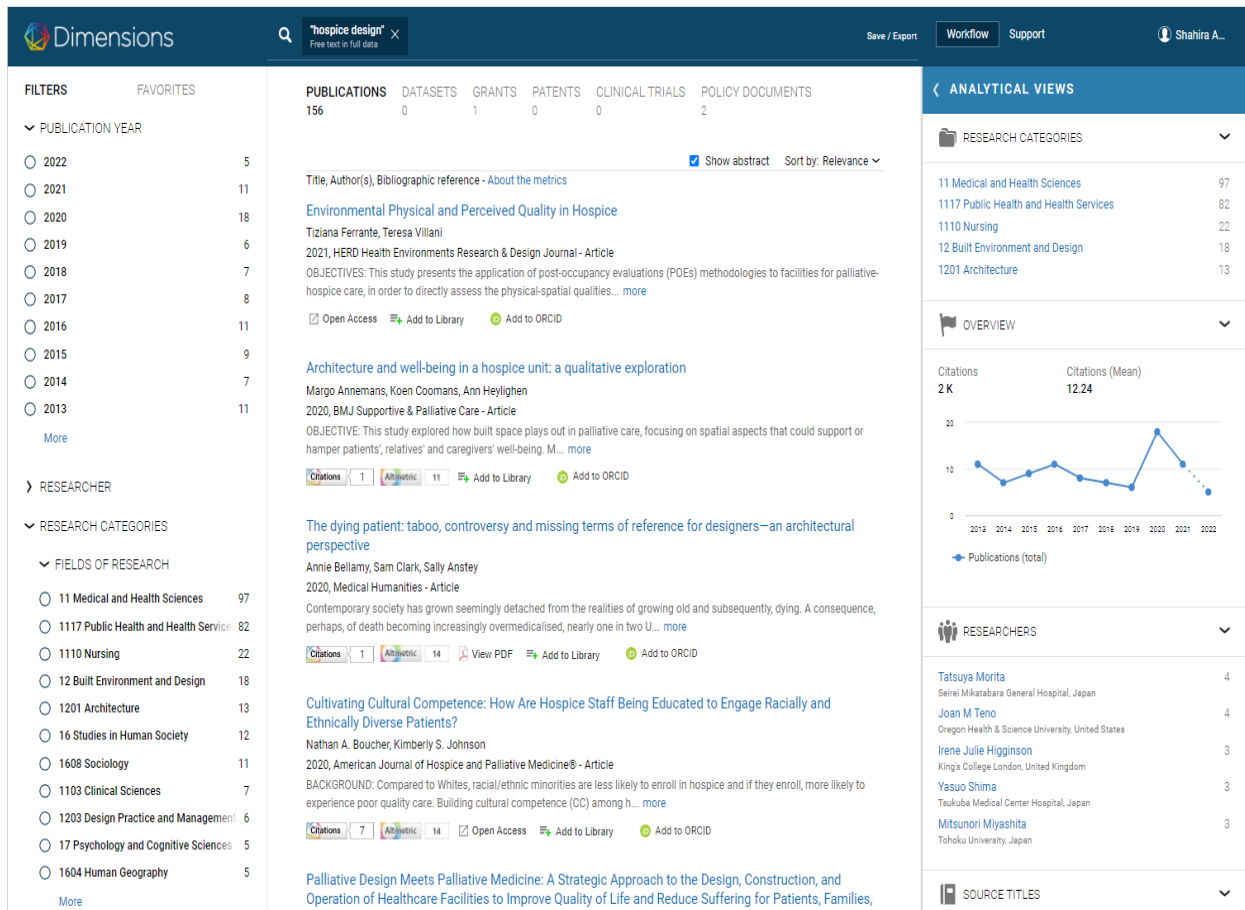 Dimensions
"hospice design"
Free text in full data
Save / Export
Workflow
Support
Shahira A...
FILTERS
FAVORITES
PUBLICATION YEAR
2022 5
2021 11
2020 18
2019 6
2018 7
2017 8
2016 11
2015 9
2014 7
2013 11
More
RESEARCHER
RESEARCH CATEGORIES
FIELDS OF RESEARCH
11 Medical and Health Sciences 97
1117 Public Health and Health Service 82
1110 Nursing 22
12 Built Environment and Design 18
1201 Architecture 13
16 Studies in Human Society 12
1608 Sociology 11
1103 Clinical Sciences 7
1203 Design Practice and Management 6
17 Psychology and Cognitive Sciences 5
1604 Human Geography 5
More
PUBLICATIONS DATASETS GRANTS PATENTS CLINICAL TRIALS POLICY DOCUMENTS
156 0 1 0 0 2
Show abstract Sort by: Relevance
Title, Author(s), Bibliographic reference - About the metrics
Environmental Physical and Perceived Quality in Hospice
Tiziana Ferrante, Teresa Villani
2021, HERD Health Environments Research & Design Journal - Article
OBJECTIVES: This study presents the application of post-occupancy evaluations (POEs) methodologies to facilities for palliative-
hospice care, in order to directly assess the physical-spatial qualities... more
Open Access Add to Library Add to ORCID
Architecture and well-being in a hospice unit: a qualitative exploration
Margo Annemans, Koen Coomans, Ann Heylighen
2020, BMJ Supportive & Palliative Care - Article
OBJECTIVE: This study explored how built space plays out in palliative care, focusing on spatial aspects that could support or
hamper patients', relatives' and caregivers' well-being. M... more
Citations 1 Altmetric 11 Add to Library Add to ORCID
The dying patient: taboo, controversy and missing terms of reference for designers—an architectural
perspective
Annie Bellamy, Sam Clark, Sally Anstey
2020, Medical Humanities - Article
Contemporary society has grown seemingly detached from the realities of growing old and subsequently, dying. A consequence,
perhaps, of death becoming increasingly overmedicalised, nearly one in two U... more
Citations 1 Altmetric 14 View PDF Add to Library Add to ORCID
Cultivating Cultural Competence: How Are Hospice Staff Being Educated to Engage Racially and
Ethnically Diverse Patients?
Nathan A. Boucher, Kimberly S. Johnson
2020, American Journal of Hospice and Palliative Medicine® - Article
BACKGROUND: Compared to Whites, racial/ethnic minorities are less likely to enroll in hospice and if they enroll, more likely to
experience poor quality care. Building cultural competence (CC) among h... more
Citations 7 Altmetric 14 Open Access Add to Library Add to ORCID
Palliative Design Meets Palliative Medicine: A Strategic Approach to the Design, Construction, and
Operation of Healthcare Facilities to Improve Quality of Life and Reduce Suffering for Patients, Families,
ANALYTICAL VIEWS
RESEARCH CATEGORIES
11 Medical and Health Sciences 97
1117 Public Health and Health Services 82
1110 Nursing 22
12 Built Environment and Design 18
1201 Architecture 13
OVERVIEW
Citations Citations (Mean)
2 K 12.24
20
10
0
2013 2014 2015 2016 2017 2018 2019 2020 2021 2022
Publications (total)
RESEARCHERS
Tatsuya Morita 4
Seirei Mikatabara General Hospital, Japan
Joan M Teno 4
Oregon Health & Science University, United States
Irene Julie Higginson 3
King's College London, United Kingdom
Yasuo Shima 3
Tsukuba Medical Center Hospital, Japan
Mitsunori Miyashita 3
Tohoku University, Japan
SOURCE TITLES